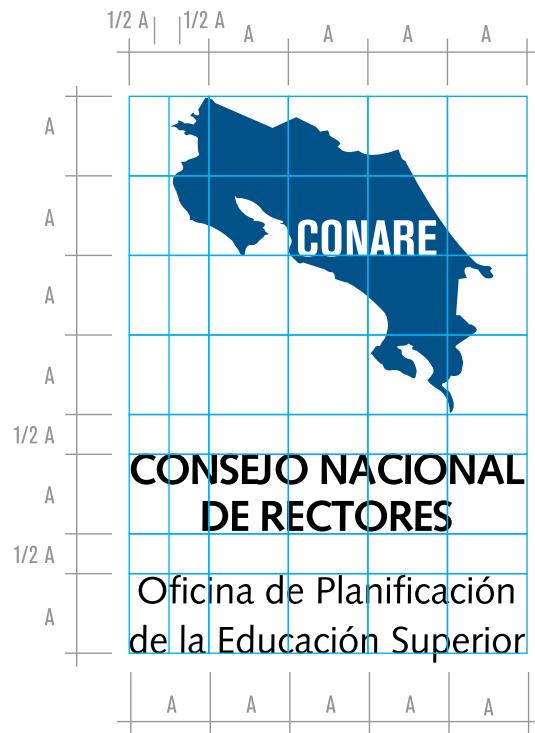 1/2 A 1/2 A A A A A
A
A
CONARE
A
A
1/2 A
CONSEJO NACIONAL
A
DE RECTORES
1/2 A
Oficina de Planificación
A
de la Educación Superior
A A A A A